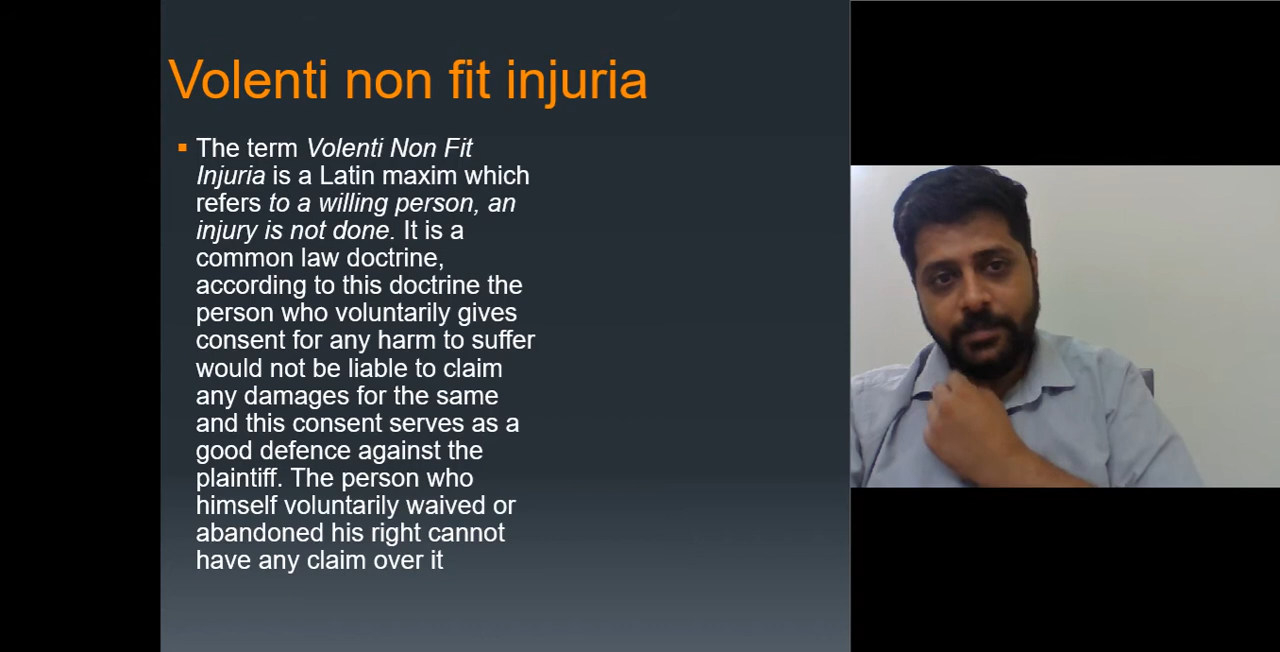 Volenti non fit injuria
The term Volenti Non Fit
Injuria is a Latin maxim which
refers to a willing person, an
injury is not done. It is a
common law doctrine,
according to this doctrine the
person who voluntarily gives
consent for any harm to suffer
would not be liable to claim
any damages for the same
and this consent serves as a
good defence against the
plaintiff. The person who
himself voluntarily waived or
abandoned his right cannot
have any claim over it